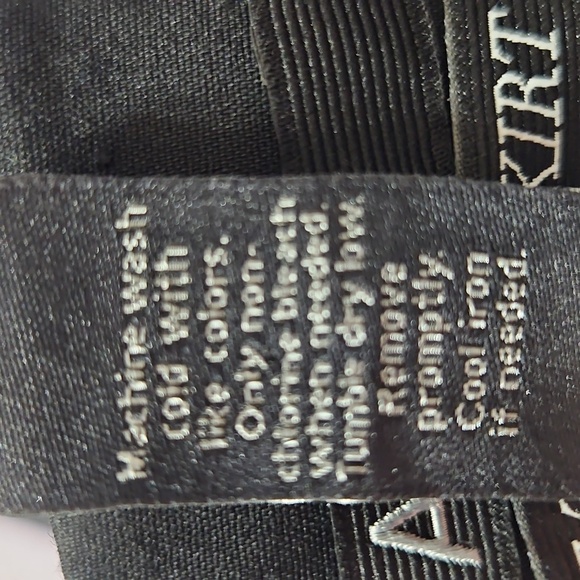 Machine wash
cold with
like colors.
Only non-
chlorine bleach
when needed.
Tumble dry low.
Remove
promptly.
Cool iron
if needed.
KIRT
A